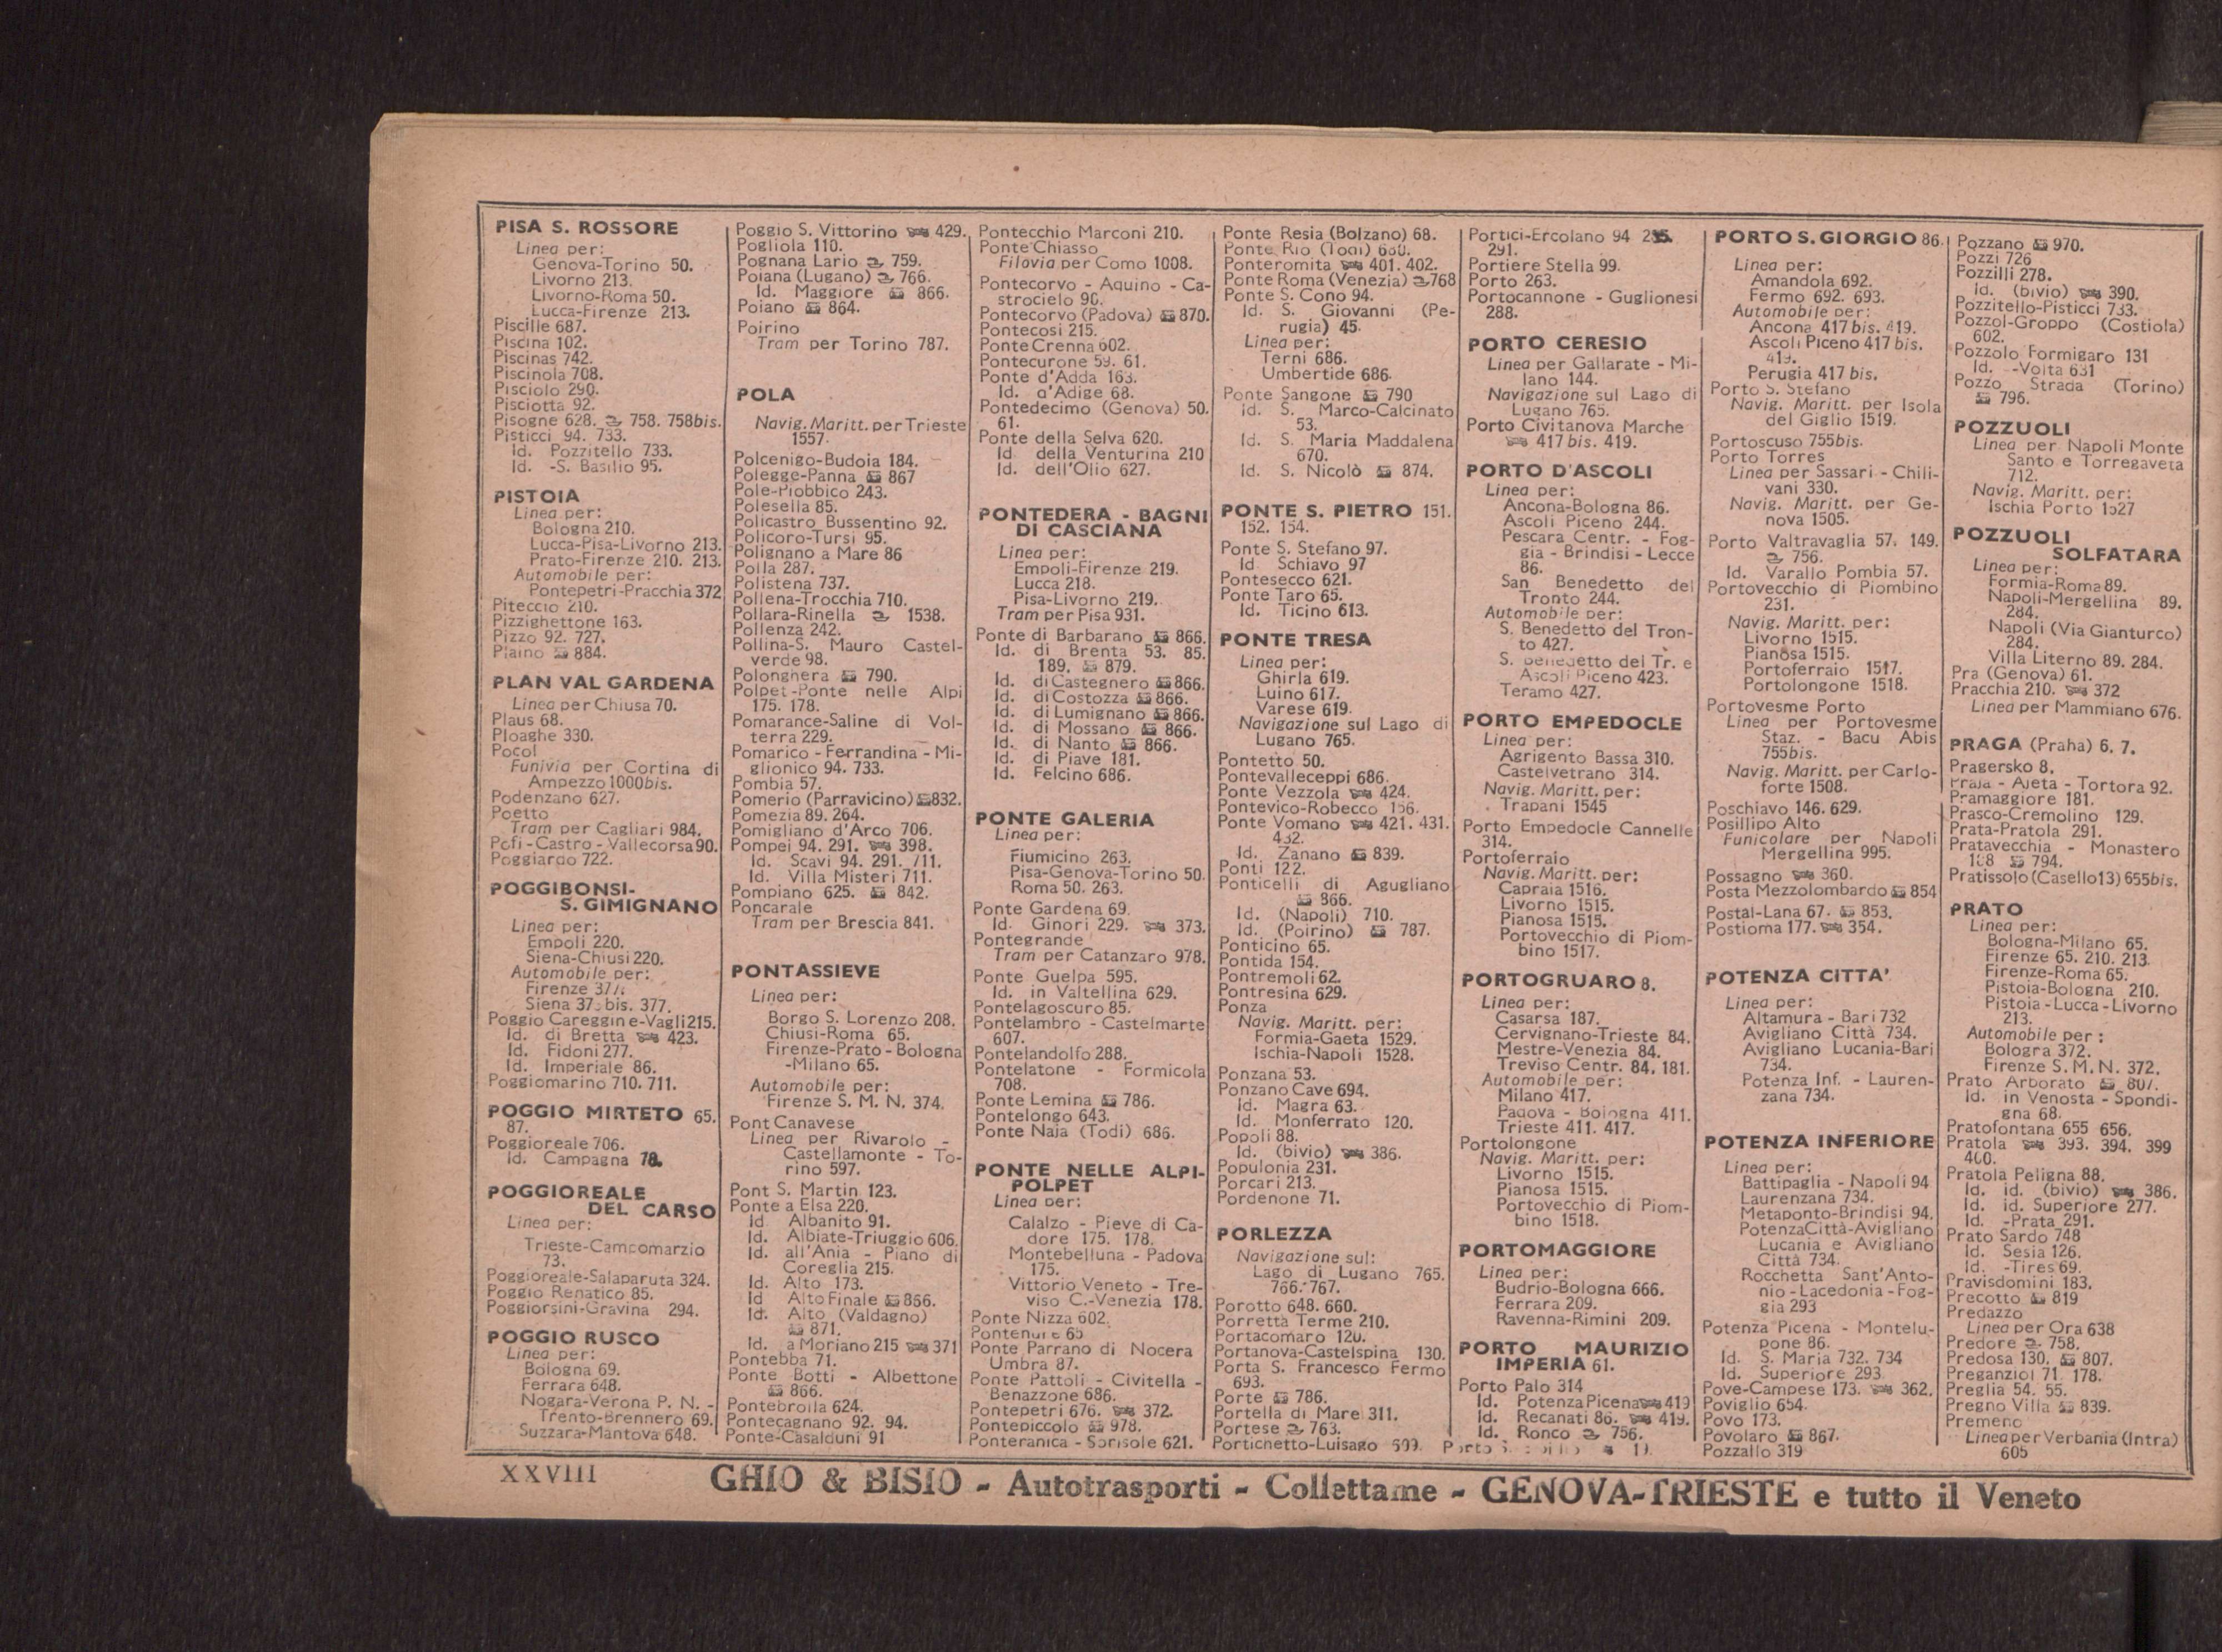 PISA S. ROSSORE
Linea per:
Genova-Torino 50.
Livorno 213.
Livorno-Roma 50.
Lucca-Firenze 213.
Piscille 687.
Piscina 102.
Piscinas 742.
Piscinola 708.
Pisciolo 290.
Pisciotta 92.
Pisogne 628. 758. 758bis.
Pisticci 94. 733.
Id. Pozzitello 733.
Id. -S. Basilio 95.
PISTOIA
Linea per:
Bologna 210.
Lucca-Pisa-Livorno 213.
Prato-Firenze 210. 213.
Automobile per:
Pontepetri-Pracchia 372
Piteccio 210.
Pizzighettone 163.
Pizzo 92. 727.
Plaino 884.
PLAN VAL GARDENA
Linea per Chiusa 70.
Plaus 68.
Ploaghe 330.
Pocol
Funivia per Cortina di
Ampezzo 1000bis.
Podenzano 627.
Poetto
Tram per Cagliari 984.
Pofi-Castro-Vallecorsa 90.
Poggiardo 722.
POGGIBONSI-
S. GIMIGNANO
Linea per:
Empoli 220.
Siena-Chiusi 220.
Automobile per:
Firenze 377.
Siena bis. 377.
Poggio Careggine-Vagli 215.
Id. di Bretta 423.
Id. Fidoni 277.
Id. Imperiale 86.
Poggiomarino 710. 711.
POGGIO MIRTETO 65.
87.
Poggioreale 706.
Id. Campagna 78.
POGGIOREALE
DEL CARSO
Linea per:
Trieste-Campomarzio
73.
Poggioreale-Salaparuta 324.
Poggio Renatico 85.
Poggiorsini-Gravina 294.
POGGIO RUSCO
Linea per:
Bologna 69.
Ferrara 648.
Nogara-Verona P. N. -
Trento-Brennero 69.
Suzzara-Mantova 648.
Poggio S. Vittorino 429.
Pogliola 110.
Pognana Lario 759.
Poiana (Lugano) 766.
Id. Maggiore 866.
Poiano 864.
Poirino
Tram per Torino 787.
POLA
Navig. Maritt. per Trieste
1557.
Polcenigo-Budoia 184.
Polegge-Panna 867
Pole-Piobbico 243.
Polesella 85.
Policastro Bussentino 92.
Policoro-Tursi 95.
Polignano a Mare 86
Polla 287.
Polistena 737.
Pollena-Trocchia 710.
Pollara-Rinella 1538.
Pollenza 242.
Pollina-S. Mauro Castel-
verde 98.
Polonghera 790.
Polpet-Ponte nelle Alpi
175. 178.
Pomarance-Saline di Vol-
terra 229.
Pomarico - Ferrandina - Mi-
glionico 94. 733.
Pombia 57.
Pomerio (Parravicino) 832.
Pomezia 89. 264.
Pomigliano d'Arco 706.
Pompei 94. 291. 398.
Id. Scavi 94. 291. 711.
Id. Villa Misteri 711.
Pompiano 625. 842.
Poncarale
Tram per Brescia 841.
PONTASSIEVE
Linea per:
Borgo S. Lorenzo 208.
Chiusi-Roma 65.
Firenze-Prato-Bologna
-Milano 65.
Automobile per:
Firenze S. M. N. 374.
Pont Canavese
Linea per Rivarolo -
Castellamonte - To-
rino 597.
Pont S. Martin 123.
Ponte a Elsa 220.
Id. Albanito 91.
Id. Albiate-Triuggio 606.
Id. all'Ania - Piano di
Coreglia 215.
Id. Alto 173.
Id Alto Finale 866.
Id. Alto (Valdagno)
871.
Id. a Moriano 215 371
Pontebba 71.
Ponte Botti - Albettone
866.
Pontebrolla 624.
Pontecagnano 92. 94.
Ponte-Casalduni 91
Pontecchio Marconi 210.
Ponte Chiasso
Filovia per Como 1008.
Pontecorvo - Aquino - Ca-
strocielo 90.
Pontecorvo (Padova) 870.
Pontecosi 215.
Ponte Crenna 602.
Pontecurone 59. 61.
Ponte d'Adda 163.
Id. d'Adige 68.
Pontedecimo (Genova) 50.
61.
Ponte della Selva 620.
Id della Venturina 210
Id. dell'Olio 627.
PONTEDERA - BAGNI
DI CASCIANA
Linea per:
Empoli-Firenze 219.
Lucca 218.
Pisa-Livorno 219.
Tram per Pisa 931.
Ponte di Barbarano 866.
Id. di Brenta 53. 85.
189. 879.
Id. di Castegnero 866.
Id. di Costozza 866.
Id. di Lumignano 866.
Id. di Mossano 866.
Id. di Nanto 866.
Id. di Piave 181.
Id. Felcino 686.
PONTE GALERIA
Linea per:
Fiumicino 263.
Pisa-Genova-Torino 50.
Roma 50. 263.
Ponte Gardena 69.
Id. Ginori 229. 373.
Pontegrande
Tram per Catanzaro 978.
Ponte Guelpa 595.
Id. in Valtellina 629.
Pontelagoscuro 85.
Pontelambro - Castelmarte
607.
Pontelandolfo 288.
Pontelatone - Formicola
708.
Ponte Lemina 786.
Pontelongo 643.
Ponte Naia (Todi) 686.
PONTE NELLE ALPI-
POLPET
Linea per:
Calalzo - Pieve di Ca-
dore 175. 178.
Montebelluna - Padova
175.
Vittorio Veneto - Tre-
viso C.-Venezia 178.
Ponte Nizza 602.
Pontenure 65
Ponte Parrano di Nocera
Umbra 87.
Ponte Pattoli - Civitella -
Benazzone 686.
Pontepetri 676. 372.
Pontepiccolo 978.
Ponteranica - Sorisole 621.
Ponte Resia (Bolzano) 68.
Ponte Rio (Todi) 680.
Ponteromita 401. 402.
Ponte Roma (Venezia) 768
Ponte S. Cono 94.
Id. S. Giovanni (Pe-
rugia) 45.
Linea per:
Terni 686.
Umbertide 686.
Ponte Sangone 790
Id. S. Marco-Calcinato
53.
Id. S. Maria Maddalena
670.
Id. S. Nicolò 874.
PONTE S. PIETRO 151.
152. 154.
Ponte S. Stefano 97.
Id Schiavo 97
Pontesecco 621.
Ponte Taro 65.
Id. Ticino 613.
PONTE TRESA
Linea per:
Ghirla 619.
Luino 617.
Varese 619.
Navigazione sul Lago di
Lugano 765.
Pontetto 50.
Pontevalleceppi 686.
Ponte Vezzola 424.
Pontevico-Robecco 156.
Ponte Vomano 421. 431.
432.
Id. Zanano 839.
Ponti 122.
Ponticelli di Agugliano
866.
Id. (Napoli) 710.
Id. (Poirino) 787.
Ponticino 65.
Pontida 154.
Pontremoli 62.
Pontresina 629.
Ponza
Navig. Maritt. per:
Formia-Gaeta 1529.
Ischia-Napoli 1528.
Ponzana 53.
Ponzano Cave 694.
Id. Magra 63.
Id. Monferrato 120.
Popoli 88.
Id. (bivio) 386.
Populonia 231.
Porcari 213.
Pordenone 71.
PORLEZZA
Navigazione sul:
Lago di Lugano 765.
766. 767.
Porotto 648. 660.
Porretta Terme 210.
Portacomaro 120.
Portanova-Castelspina 130.
Porta S. Francesco Fermo
693.
Porte 786.
Portella di Mare 311.
Portese 763.
Portichetto-Luisago 599.
Portici-Ercolano 94
291.
Portiere Stella 99.
Porto 263.
Portocannone - Guglionesi
288.
PORTO CERESIO
Linea per Gallarate - Mi-
lano 144.
Navigazione sul Lago di
Lugano 765.
Porto Civitanova Marche
417 bis. 419.
PORTO D'ASCOLI
Linea per:
Ancona-Bologna 86.
Ascoli Piceno 244.
Pescara Centr. - Fog-
gia - Brindisi - Lecce
86.
San Benedetto del
Tronto 244.
Automobile per:
S. Benedetto del Tron-
to 427.
S. Benedetto del Tr. e
Ascoli Piceno 423.
Teramo 427.
PORTO EMPEDOCLE
Linea per:
Agrigento Bassa 310.
Castelvetrano 314.
Navig. Maritt. per:
Trapani 1545
Porto Empedocle Cannelle
314.
Portoferraio
Navig. Maritt. per:
Capraia 1516.
Livorno 1515.
Pianosa 1515.
Portovecchio di Piom-
bino 1517.
PORTOGRUARO 8.
Linea per:
Casarsa 187.
Cervignano-Trieste 84.
Mestre-Venezia 84.
Treviso Centr. 84. 181.
Automobile per:
Milano 417.
Padova - Bologna 411.
Trieste 411. 417.
Portolongone
Navig. Maritt. per:
Livorno 1515.
Pianosa 1515.
Portovecchio di Piom-
bino 1518.
PORTOMAGGIORE
Linea per:
Budrio-Bologna 666.
Ferrara 209.
Ravenna-Rimini 209.
PORTO MAURIZIO
IMPERIA 61.
Porto Palo 314
Id. Potenza Picena 419
Id. Recanati 86. 419.
Id. Ronco 756.
Porto
PORTO S. GIORGIO 86.
Linea per:
Amandola 692.
Fermo 692. 693.
Automobile per:
Ancona 417 bis. 419.
Ascoli Piceno 417 bis.
419.
Perugia 417 bis.
Porto S. Stefano
Navig. Maritt. per Isola
del Giglio 1519.
Portoscuso 755bis.
Porto Torres
Linea per Sassari - Chili-
vani 330.
Navig. Maritt. per Ge-
nova 1505.
Porto Valtravaglia 57. 149.
756.
Id. Varallo Pombia 57.
Portovecchio di Piombino
231.
Navig. Maritt. per:
Livorno 1515.
Pianosa 1515.
Portoferraio 1517.
Portolongone 1518.
Portovesme Porto
Linea per Portovesme
Staz. - Bacu Abis
755bis.
Navig. Maritt. per Carlo-
forte 1508.
Poschiavo 146. 629.
Posillipo Alto
Funicolare per Napoli
Mergellina 995.
Possagno 360.
Posta Mezzolombardo 854
Postal-Lana 67. 853.
Postioma 177. 354.
POTENZA CITTA'
Linea per:
Altamura - Bari 732
Avigliano Città 734.
Avigliano Lucania-Bari
734.
Potenza Inf. - Lauren-
zana 734.
POTENZA INFERIORE
Linea per:
Battipaglia - Napoli 94
Laurenzana 734.
Metaponto-Brindisi 94.
Potenza Città-Avigliano
Lucania e Avigliano
Città 734.
Rocchetta Sant'Anto-
nio - Lacedonia - Fog-
gia 293
Potenza Picena - Montelu-
pone 86.
Id. S. Maria 732. 734
Id. Superiore 293
Pove-Campese 173. 362.
Poviglio 654.
Povo 173.
Povolaro 867.
Pozzallo 319
Pozzano 970.
Pozzi 726
Pozzilli 278.
Id. (bivio) 390.
Pozzitello-Pisticci 733.
Pozzol-Groppo (Costiola)
602.
Pozzolo Formigaro 131
Id. -Volta 631
Pozzo Strada (Torino)
796.
POZZUOLI
Linea per Napoli Monte
Santo e Torregaveta
712.
Navig. Maritt. per:
Ischia Porto 1527
POZZUOLI
SOLFATARA
Linea per:
Formia-Roma 89.
Napoli-Mergellina 89.
284.
Napoli (Via Gianturco)
284.
Villa Literno 89. 284.
Pra (Genova) 61.
Pracchia 210. 372
Linea per Mammiano 676.
PRAGA (Praha) 6. 7.
Pragersko 8.
Praja - Ajeta - Tortora 92.
Pramaggiore 181.
Prasco-Cremolino 129.
Prata-Pratola 291.
Pratavecchia - Monastero
108 794.
Pratissolo (Casello 13) 655bis.
PRATO
Linea per:
Bologna-Milano 65.
Firenze 65. 210. 213.
Firenze-Roma 65.
Pistoia-Bologna 210.
Pistoia-Lucca-Livorno
213.
Automobile per:
Bologna 372.
Firenze S. M. N. 372.
Prato Arborato 807.
Id. in Venosta - Spondi-
gna 68.
Pratofontana 655 656.
Pratola 393. 394. 399
400.
Pratola Peligna 88.
Id. id. (bivio) 386.
Id. id. Superiore 277.
Id. -Prata 291.
Prato Sardo 748
Id. Sesia 126.
Id. -Tires 69.
Pravisdomini 183.
Precotto 819
Predazzo
Linea per Ora 638
Predore 758.
Predosa 130. 807.
Preganziol 71. 178.
Preglia 54. 55.
Pregno Villa 839.
Premeno
Linea per Verbania (Intra)
605
XXVIII
GHIO & BISIO - Autotrasporti - Collettame - GENOVA-TRIESTE e tutto il Veneto